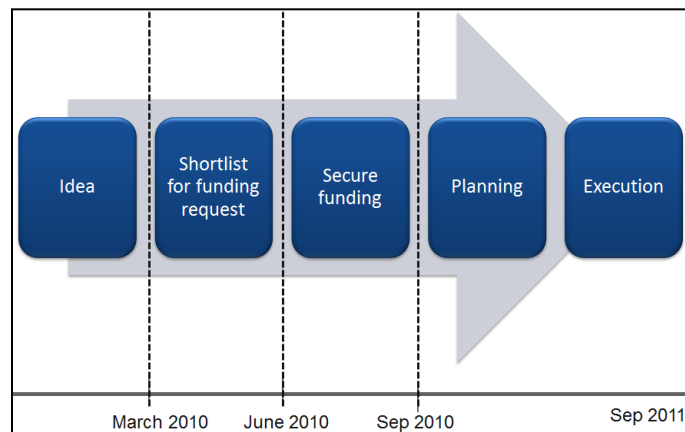 Idea
Shortlist
for funding
request
Secure
funding
Planning
Execution
March 2010
June 2010
Sep 2010
Sep 2011